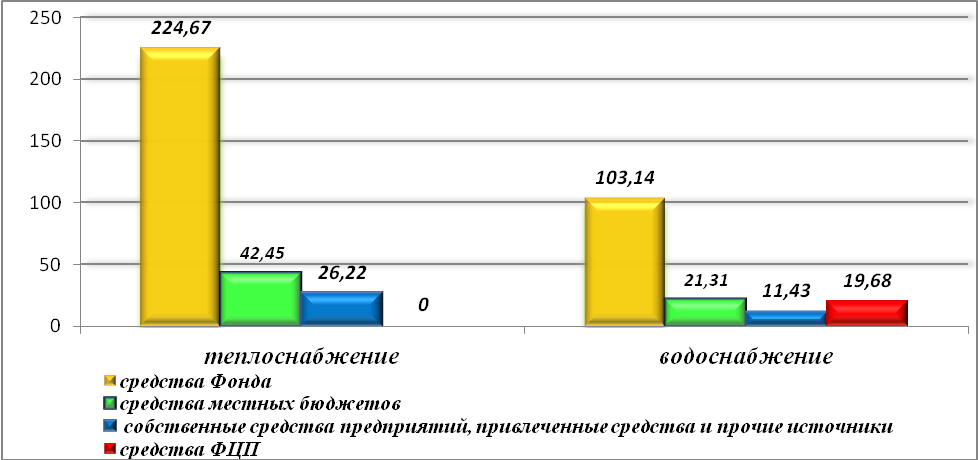 250
224,67
200
150
103,14
100
50
42,45
26,22
21,31
11,43
19,68
0
0
теплоснабжение
водоснабжение
средства Фонда
средства местных бюджетов
собственные средства предприятий, привлеченные средства и прочие источники
средства ФЦП